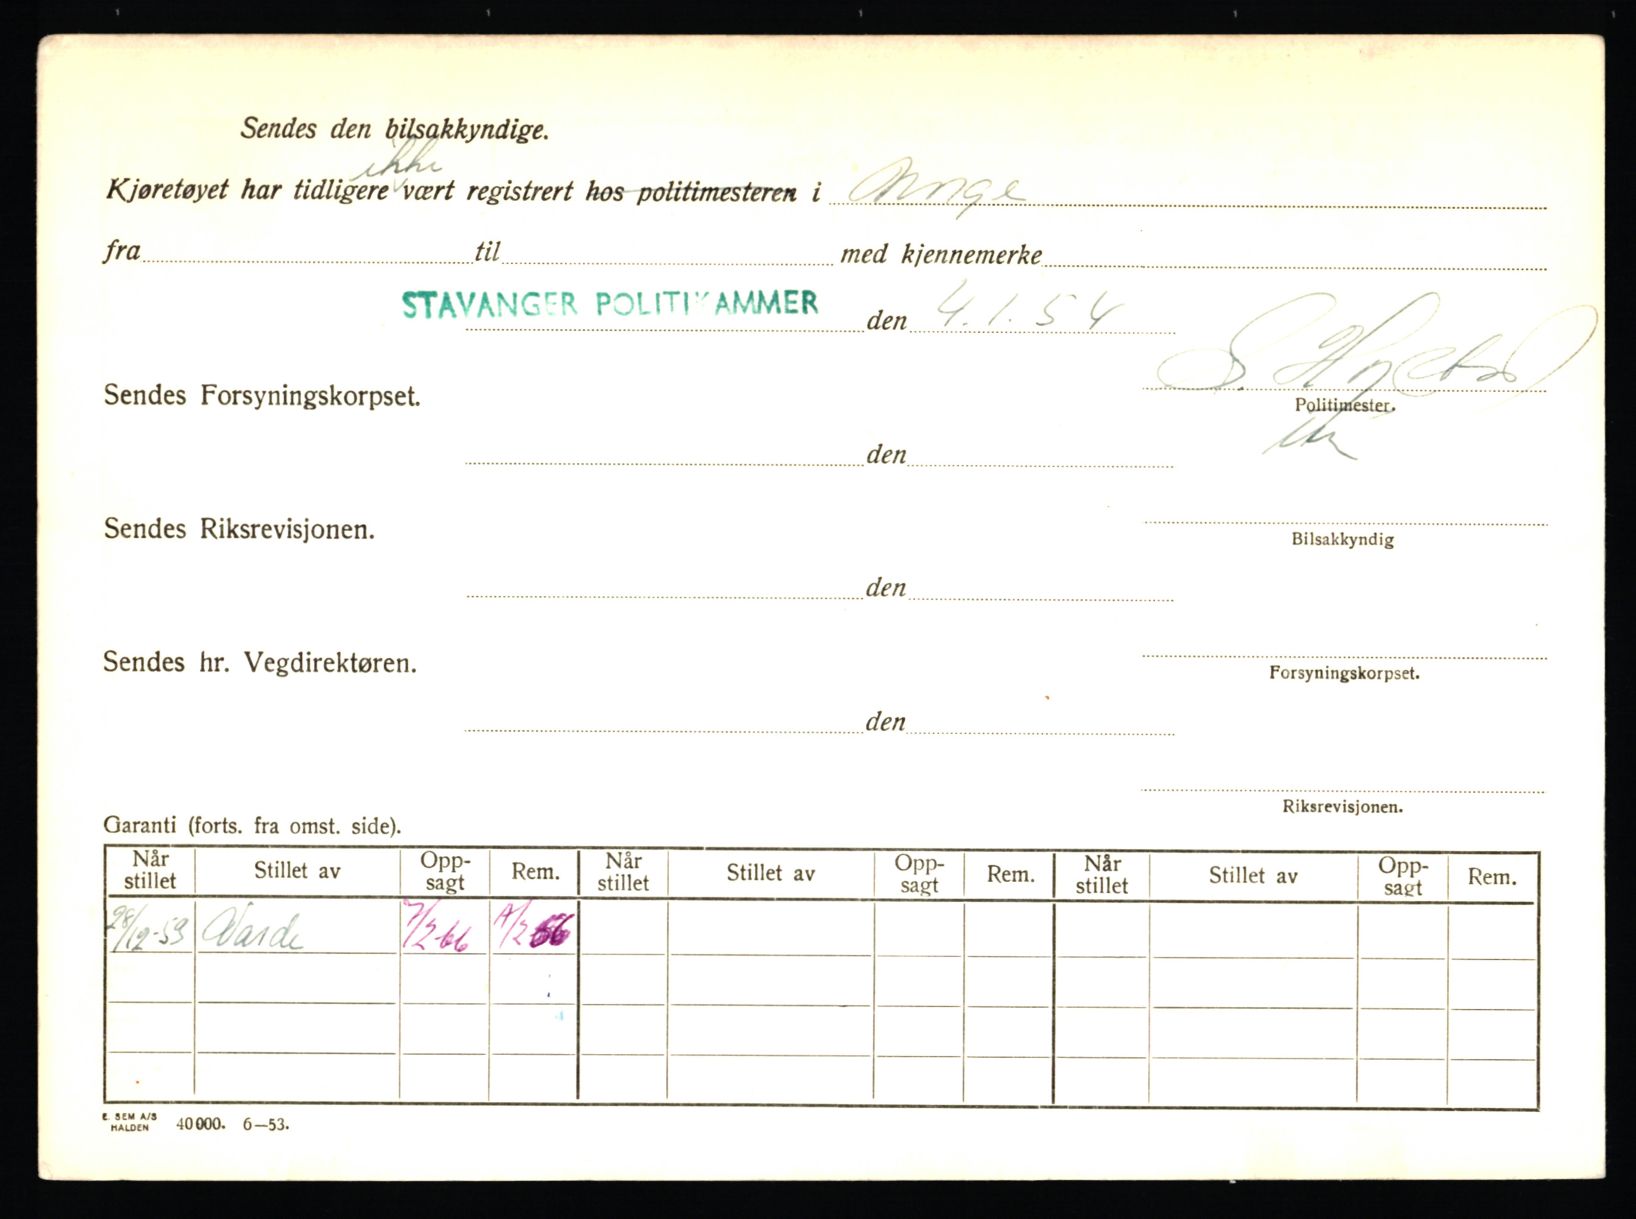 Sendes den bilsakkyndige.
ikke
Kjøretøyet har tidligere vært registrert hos politimesteren i Norge
fra til med kjennemerke
STAVANGER POLITIKAMMER den 4.1.54
Sendes Forsyningskorpset.
Politimester.
den
Sendes Riksrevisjonen.
Bilsakkyndig
den
Sendes hr. Vegdirektøren.
Forsyningskorpset.
den
Riksrevisjonen.
Garanti (forts. fra omst. side).
Når stillet Stillet av Opp-sagt Rem. Når stillet Stillet av Opp-sagt Rem. Når stillet Stillet av Opp-sagt Rem.
28/12-53 Varde 7/2-66
E. SEM A/S HALDEN 40000. 6—53.